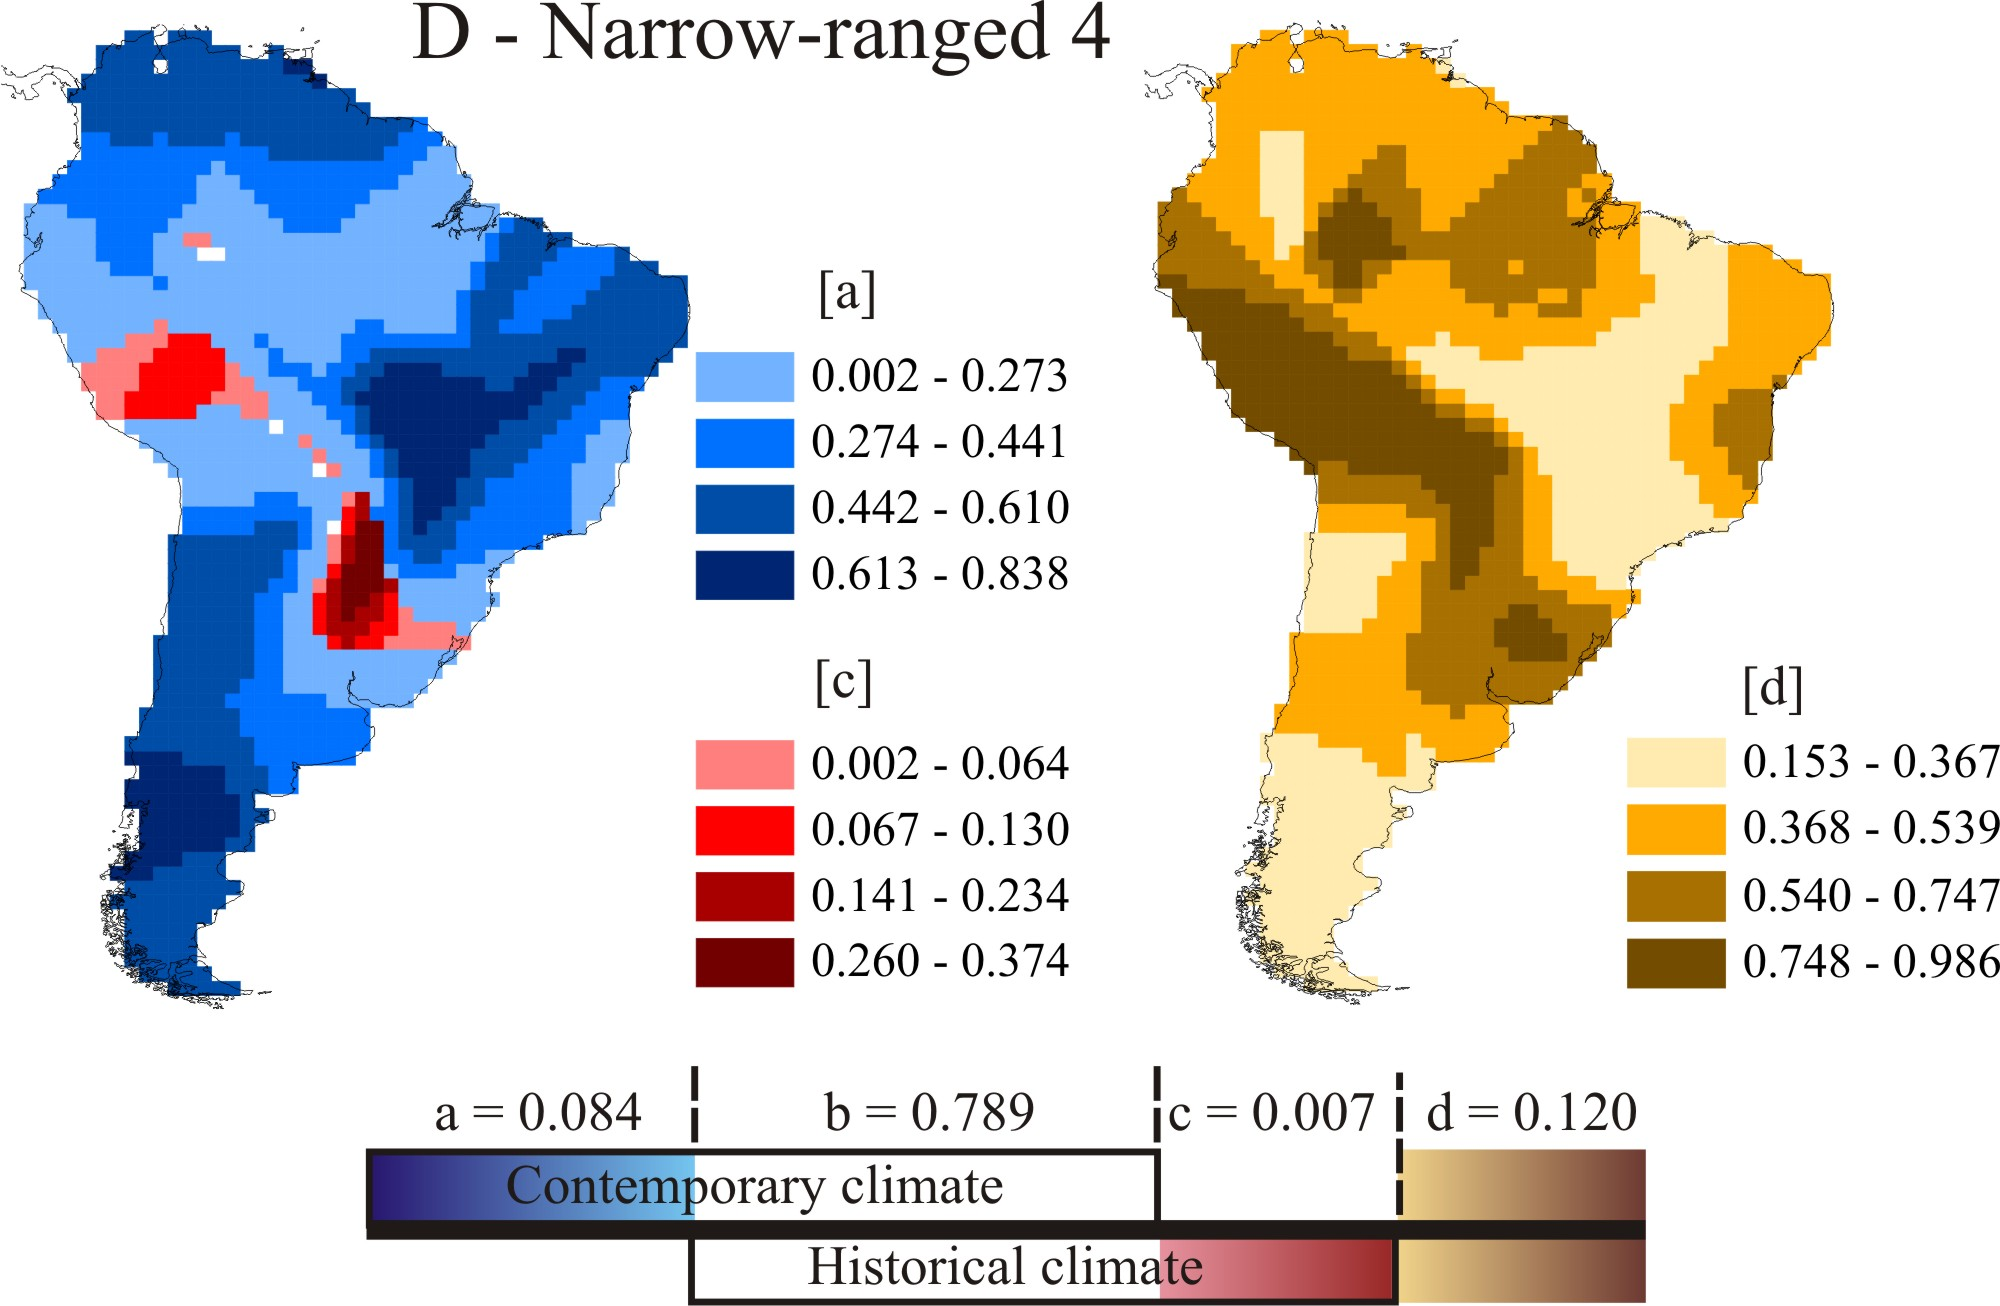 D - Narrow-ranged 4
[a]
0.002 - 0.273
0.274 - 0.441
0.442 - 0.610
0.613 - 0.838
[c]
0.002 - 0.064
0.067 - 0.130
0.141 - 0.234
0.260 - 0.374
[d]
0.153 - 0.367
0.368 - 0.539
0.540 - 0.747
0.748 - 0.986
a = 0.084 b = 0.789 c = 0.007 d = 0.120
Contemporary climate
Historical climate